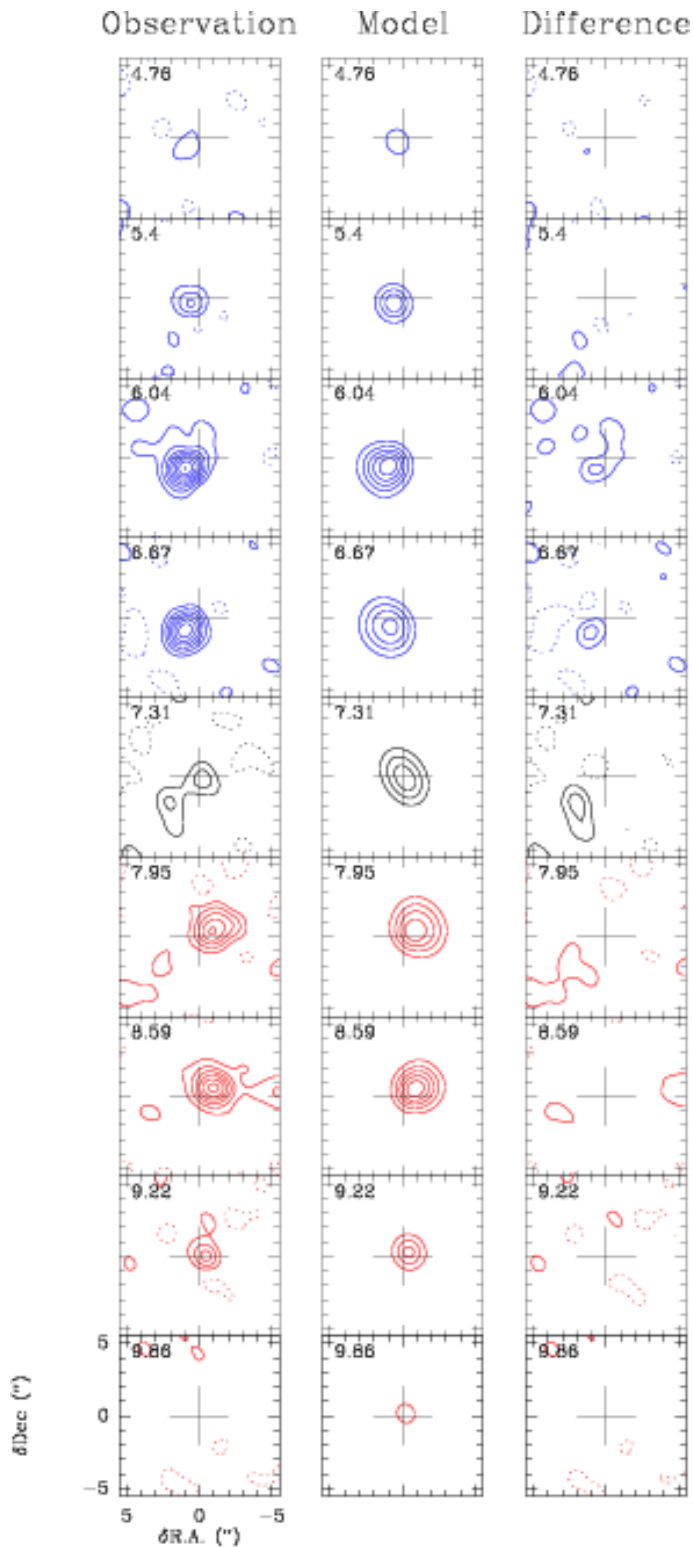 Observation Model Difference
4.76 4.76 4.76
5.4 5.4 5.4
6.04 6.04 6.04
6.67 6.67 6.67
7.31 7.31 7.31
7.95 7.95 7.95
8.59 8.59 8.59
9.22 9.22 9.22
9.86 9.86 9.86
5
0
−5
δDec (")
5 0 −5
δR.A. (")